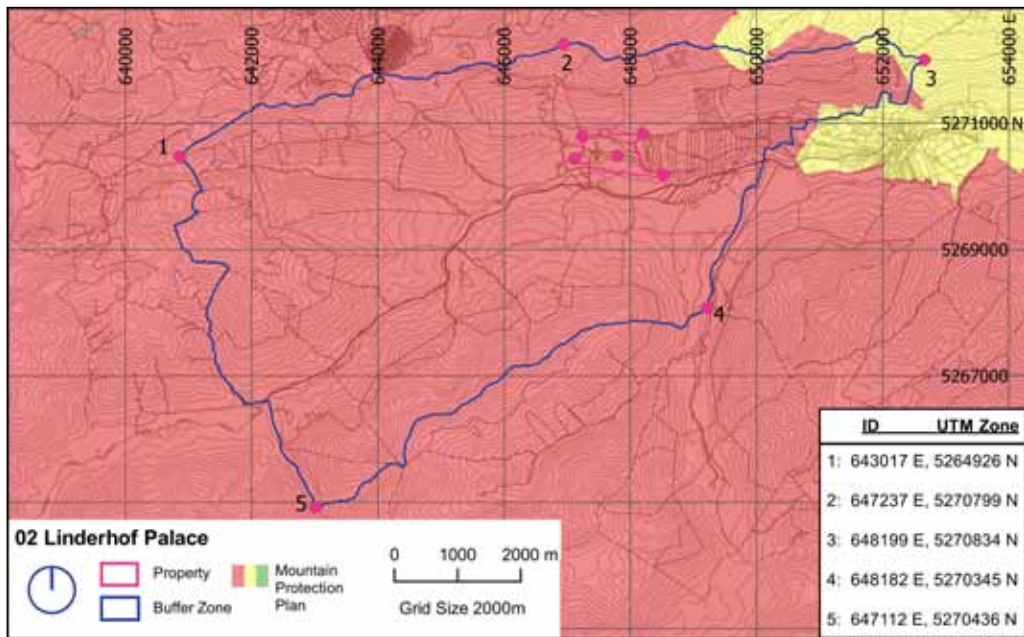 640000
642000
644000
646000
648000
650000
652000
654000 E
1
2
3
5271000 N
5269000
4
5267000
5
ID UTM Zone
1: 643017 E, 5264926 N
2: 647237 E, 5270799 N
3: 648199 E, 5270834 N
4: 648182 E, 5270345 N
5: 647112 E, 5270436 N
02 Linderhof Palace
Property
Buffer Zone
Mountain
Protection
Plan
0 1000 2000 m
Grid Size 2000m